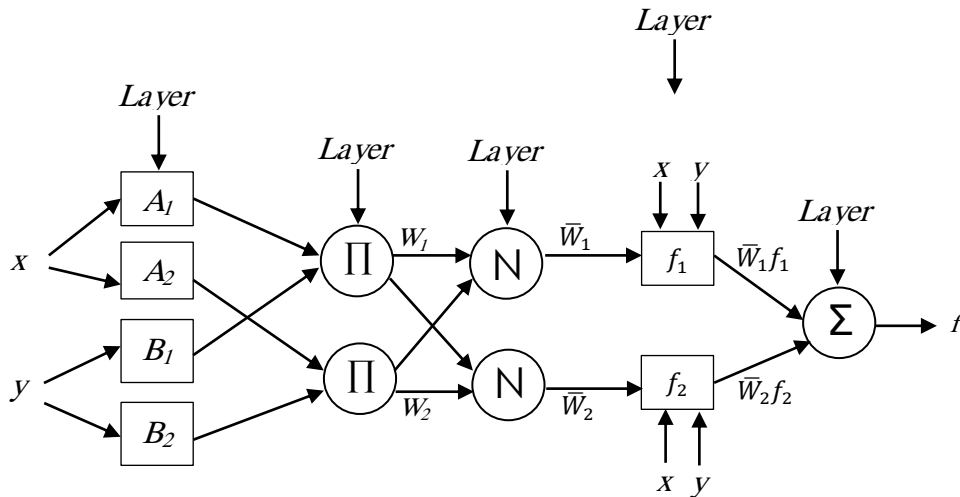 Layer
Layer
Layer
Layer
Layer
x
y
A₁
A₂
B₁
B₂
x
y
Π
Π
W₁
W₂
N
N
W̅₁
W̅₂
x y
f₁
f₂
x y
W̅₁f₁
W̅₂f₂
Σ
f